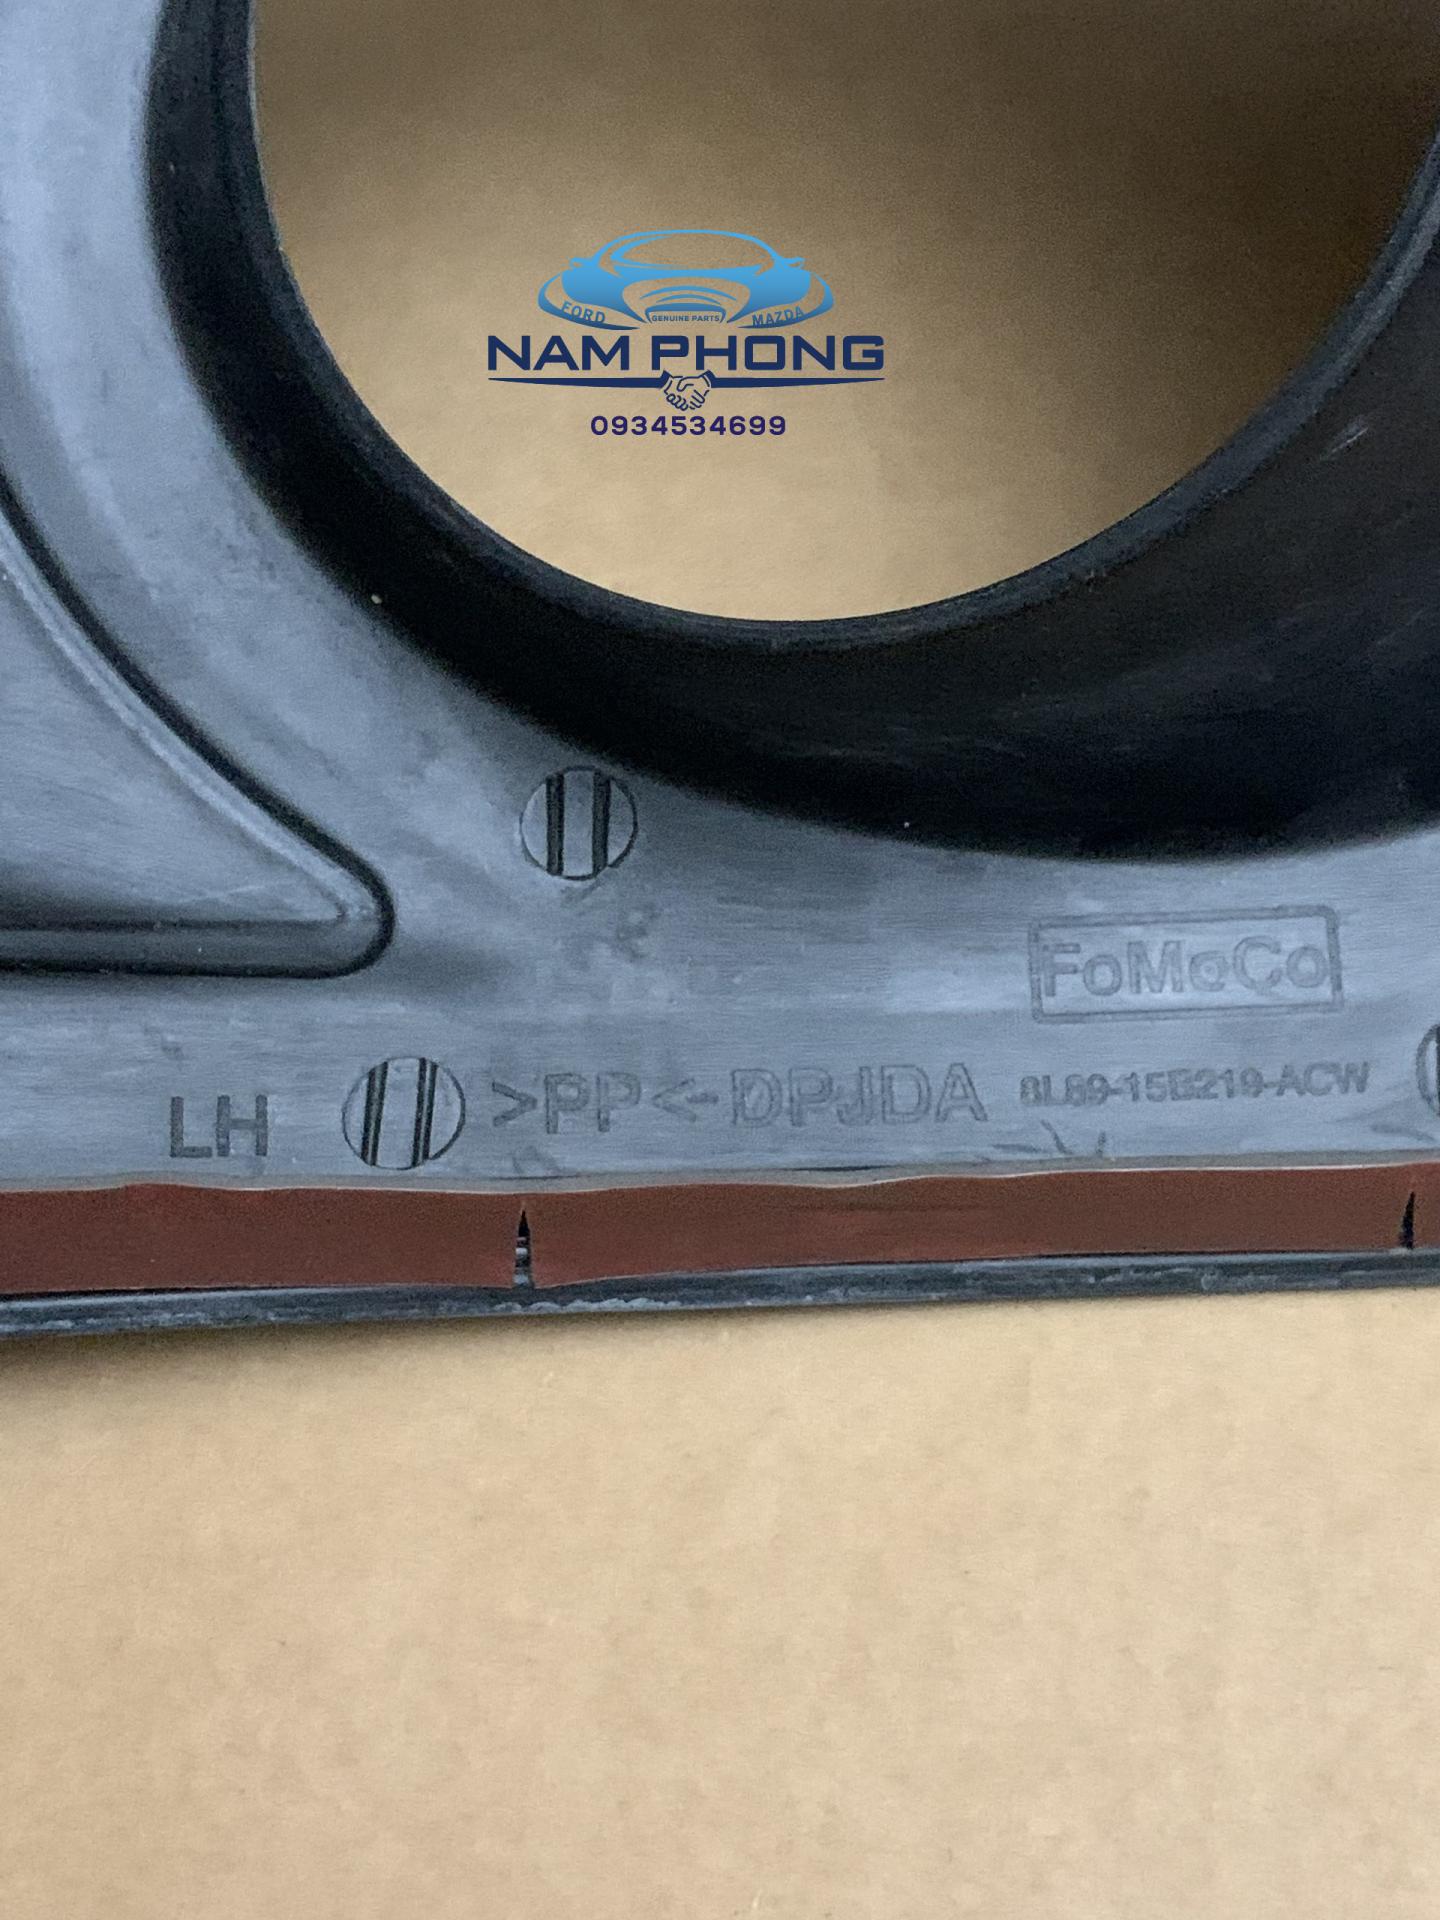 FORD
GENUINE PARTS
MAZDA
NAM PHONG
0934534699
FoMoCo
LH >PP<-DPJDA 8L89-15B219-ACW